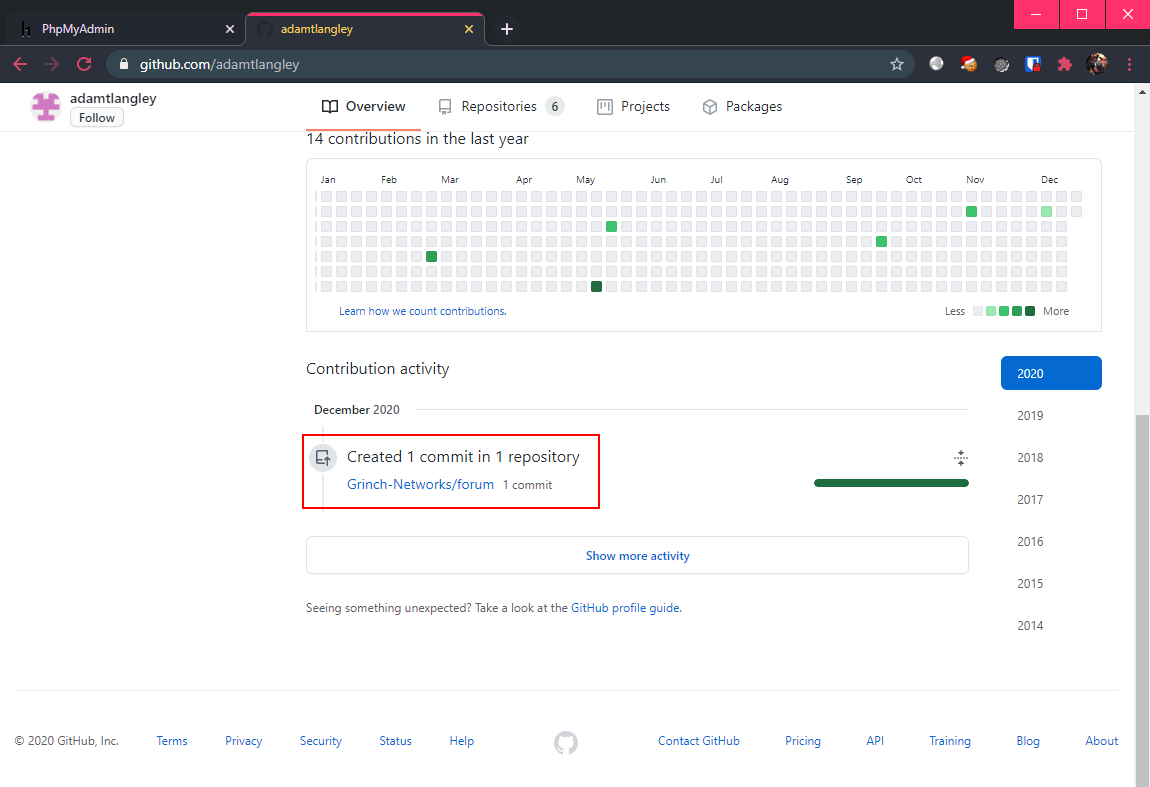 PhpMyAdmin
adamtlangley
github.com/adamtlangley
adamtlangley
Follow
Overview
Repositories 6
Projects
Packages
14 contributions in the last year
Jan Feb Mar Apr May Jun Jul Aug Sep Oct Nov Dec
Learn how we count contributions.
Less More
Contribution activity
2020
2019
2018
2017
2016
2015
2014
December 2020
Created 1 commit in 1 repository
Grinch-Networks/forum 1 commit
Show more activity
Seeing something unexpected? Take a look at the GitHub profile guide.
© 2020 GitHub, Inc. Terms Privacy Security Status Help Contact GitHub Pricing API Training Blog About